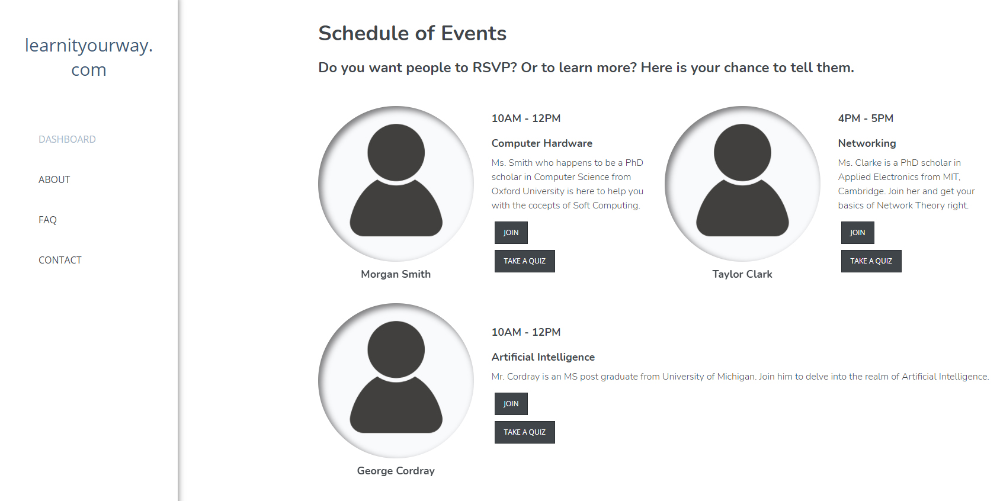 learnityourway.
com
DASHBOARD
ABOUT
FAQ
CONTACT
Schedule of Events
Do you want people to RSVP? Or to learn more? Here is your chance to tell them.
10AM - 12PM
Computer Hardware
Ms. Smith who happens to be a PhD
scholar in Computer Science from
Oxford University is here to help you
with the cocepts of Soft Computing.
JOIN
TAKE A QUIZ
Morgan Smith
4PM - 5PM
Networking
Ms. Clarke is a PhD scholar in
Applied Electronics from MIT,
Cambridge. Join her and get your
basics of Network Theory right.
JOIN
TAKE A QUIZ
Taylor Clark
10AM - 12PM
Artificial Intelligence
Mr. Cordray is an MS post graduate from University of Michigan. Join him to delve into the realm of Artificial Intelligence.
JOIN
TAKE A QUIZ
George Cordray